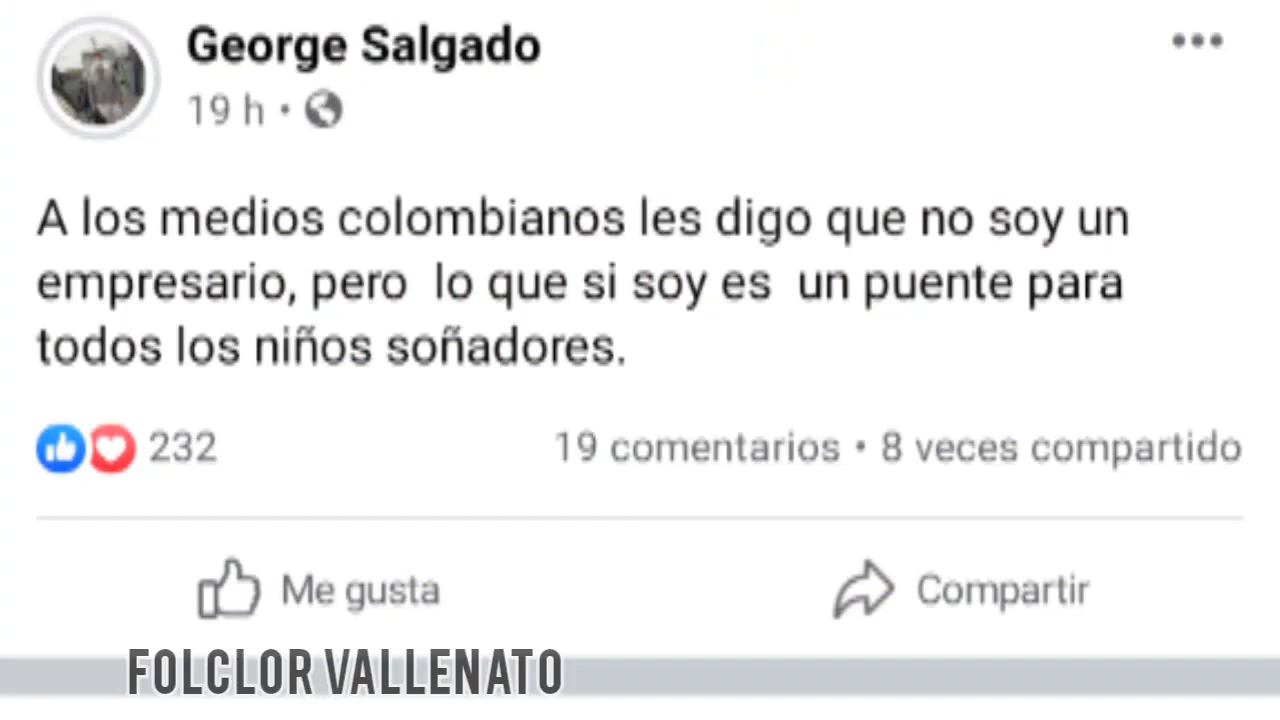 George Salgado
19 h •
A los medios colombianos les digo que no soy un
empresario, pero lo que si soy es un puente para
todos los niños soñadores.
232 19 comentarios • 8 veces compartido
Me gusta Compartir
FOLCLOR VALLENATO